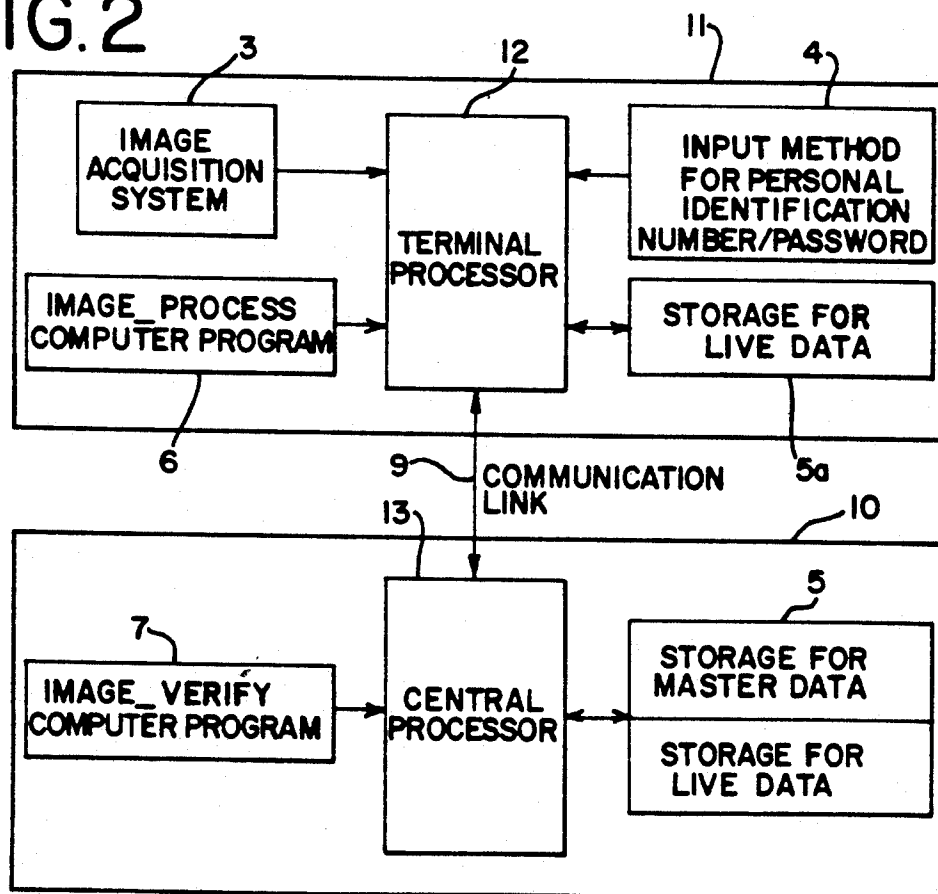 IG. 2
11
3
12
4
IMAGE
ACQUISITION
SYSTEM
TERMINAL
PROCESSOR
INPUT METHOD
FOR PERSONAL
IDENTIFICATION
NUMBER/PASSWORD
IMAGE_PROCESS
COMPUTER PROGRAM
STORAGE FOR
LIVE DATA
6
9
COMMUNICATION
LINK
5a
13
10
7
5
IMAGE_VERIFY
COMPUTER PROGRAM
CENTRAL
PROCESSOR
STORAGE FOR
MASTER DATA
STORAGE FOR
LIVE DATA